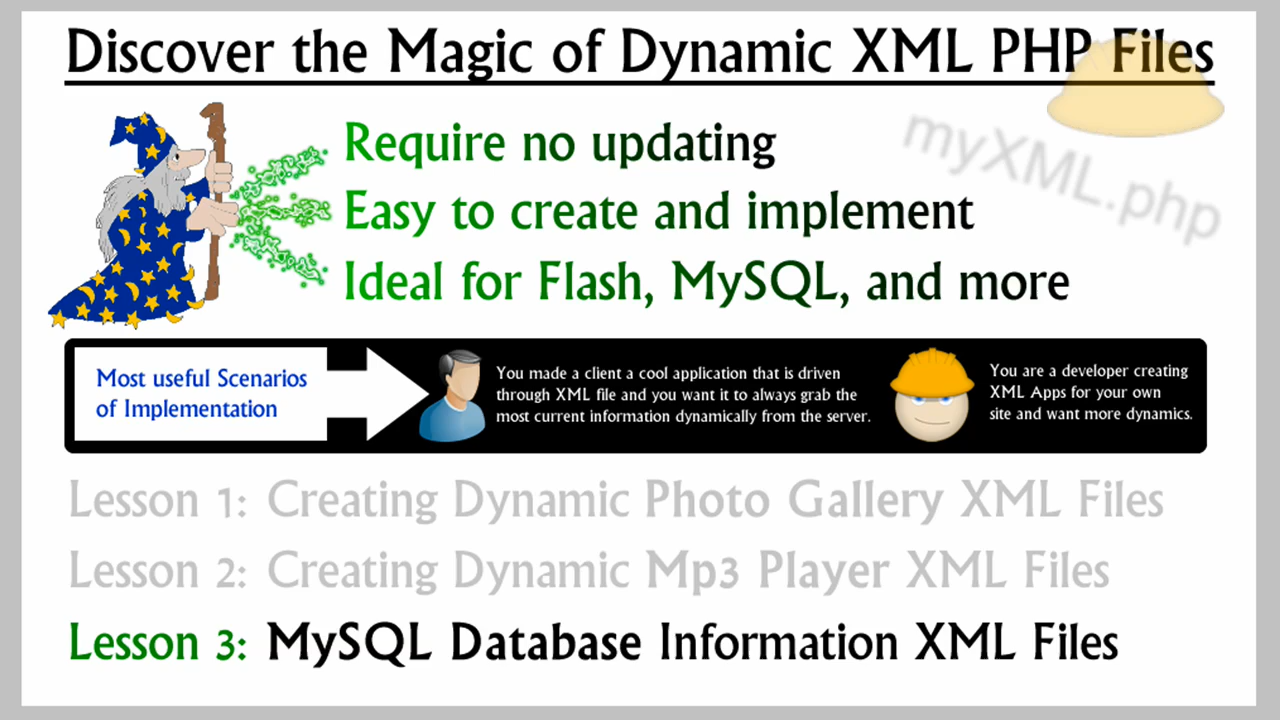 Discover the Magic of Dynamic XML PHP Files
myXML.php
Require no updating
Easy to create and implement
Ideal for Flash, MySQL, and more
Most useful Scenarios
of Implementation
You made a client a cool application that is driven
through XML file and you want it to always grab the
most current information dynamically from the server.
You are a developer creating
XML Apps for your own
site and want more dynamics.
Lesson 1: Creating Dynamic Photo Gallery XML Files
Lesson 2: Creating Dynamic Mp3 Player XML Files
Lesson 3: MySQL Database Information XML Files